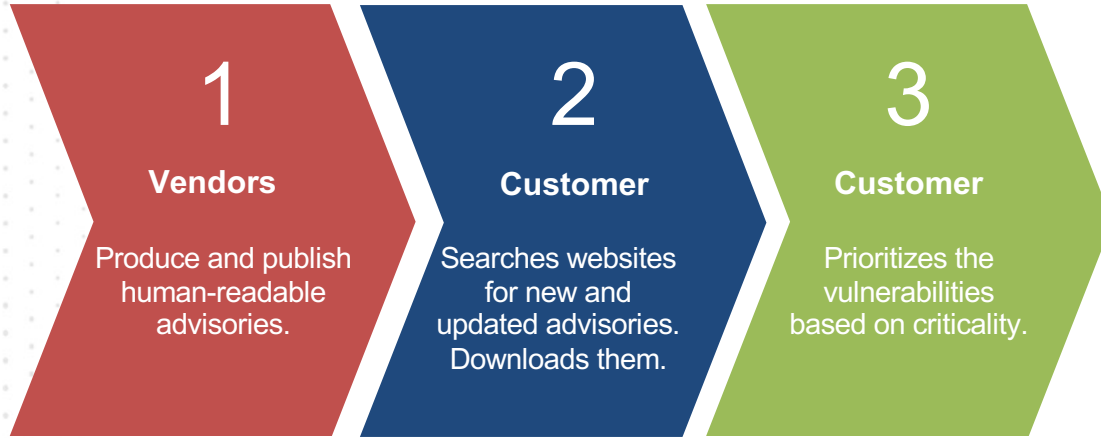 1
Vendors
Produce and publish
human-readable
advisories.
2
Customer
Searches websites
for new and
updated advisories.
Downloads them.
3
Customer
Prioritizes the
vulnerabilities
based on criticality.